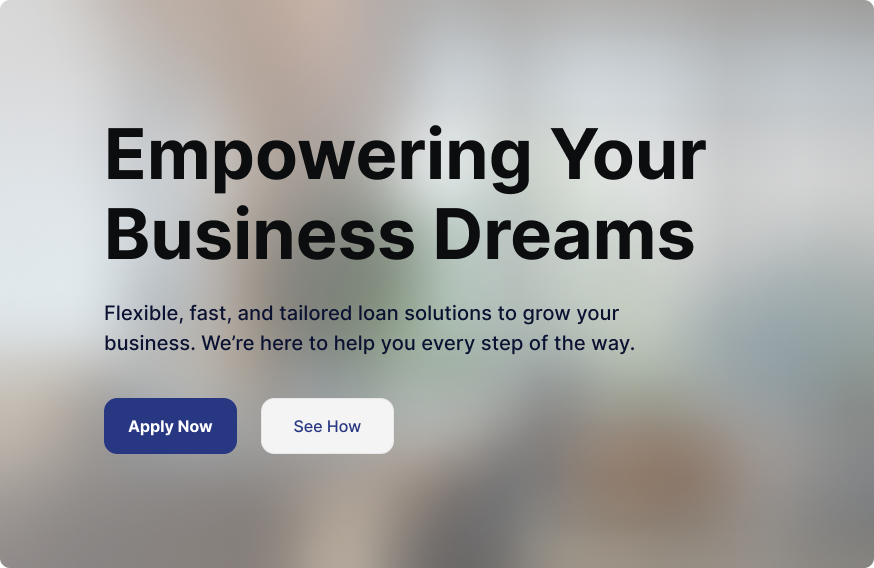 Empowering Your
Business Dreams
Flexible, fast, and tailored loan solutions to grow your
business. We’re here to help you every step of the way.
Apply Now
See How